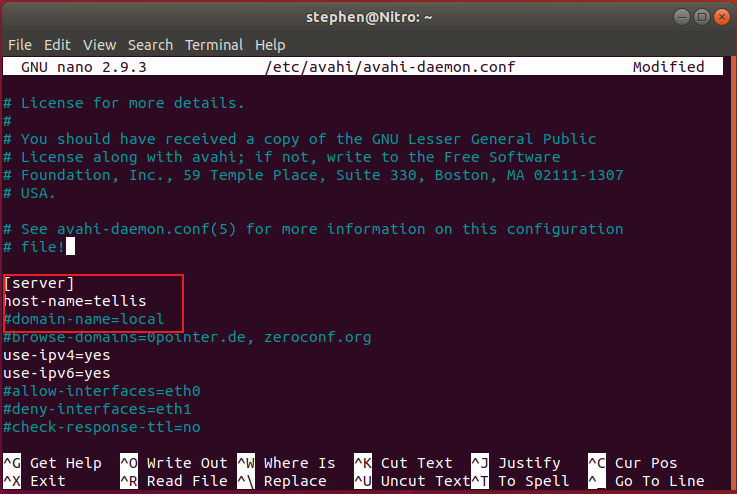 stephen@Nitro: ~
File Edit View Search Terminal Help
GNU nano 2.9.3 /etc/avahi/avahi-daemon.conf Modified
# License for more details.
#
# You should have received a copy of the GNU Lesser General Public
# License along with avahi; if not, write to the Free Software
# Foundation, Inc., 59 Temple Place, Suite 330, Boston, MA 02111-1307
# USA.
# See avahi-daemon.conf(5) for more information on this configuration
# file!
[server]
host-name=tellis
#domain-name=local
#browse-domains=0pointer.de, zeroconf.org
use-ipv4=yes
use-ipv6=yes
#allow-interfaces=eth0
#deny-interfaces=eth1
#check-response-ttl=no
^G Get Help ^O Write Out ^W Where Is ^K Cut Text ^J Justify ^C Cur Pos
^X Exit ^R Read File ^\ Replace ^U Uncut Text ^T To Spell ^_ Go To Line